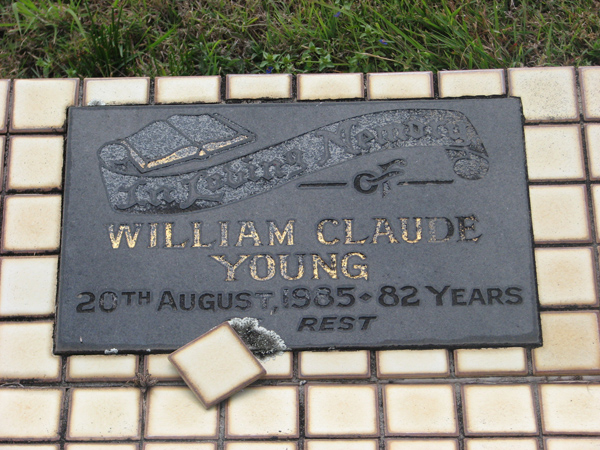 In Loving Memory
OF
WILLIAM CLAUDE
YOUNG
20TH AUGUST, 1985 · 82 YEARS
REST